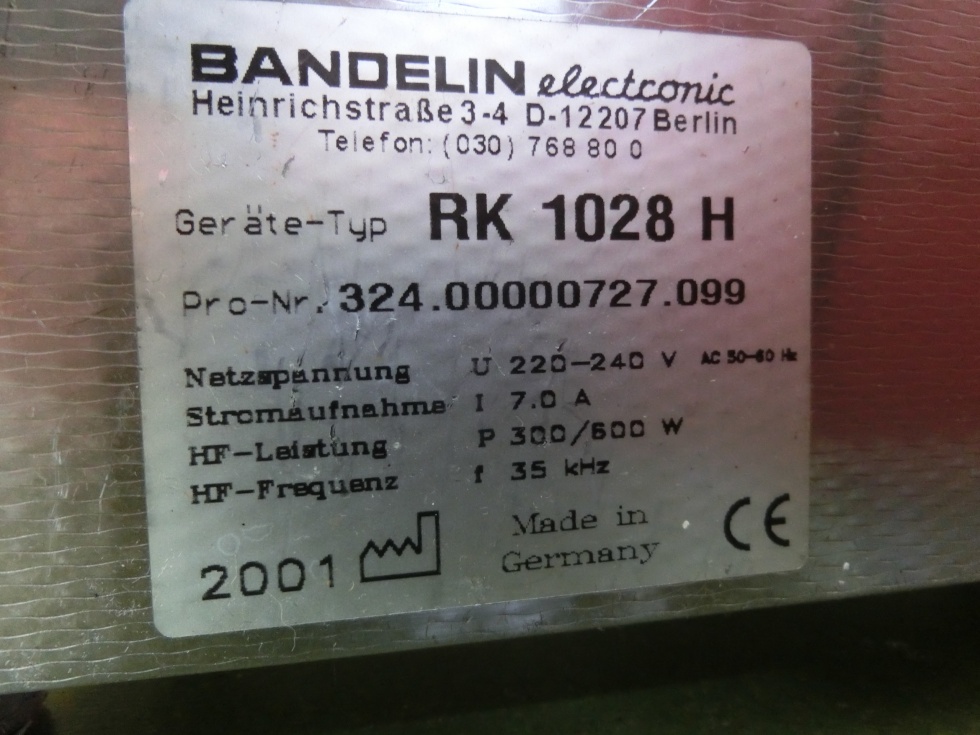 BANDELIN electronic
Heinrichstraße 3-4 D-12207 Berlin
Telefon: (030) 768 80 0
Geräte-Typ RK 1028 H
Pro-Nr. 324.00000727.099
Netzspannung U 220-240 V AC 50-60 Hz
Stromaufnahme I 7.0 A
HF-Leistung P 300/600 W
HF-Frequenz f 35 kHz
2001 Made in
Germany CE